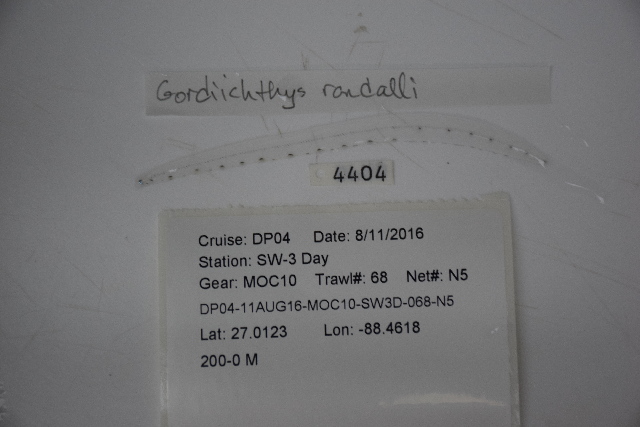 Gordiichthys randalli
4404
Cruise: DP04 Date: 8/11/2016
Station: SW-3 Day
Gear: MOC10 Trawl#: 68 Net#: N5
DP04-11AUG16-MOC10-SW3D-068-N5
Lat: 27.0123 Lon: -88.4618
200-0 M